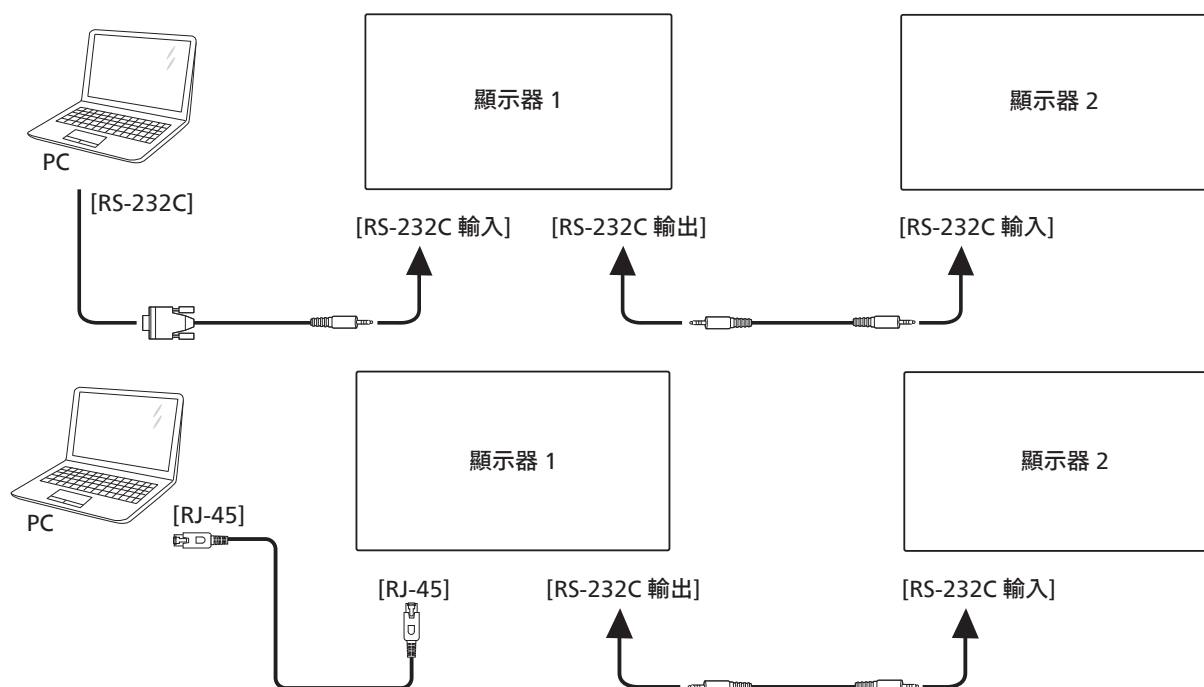 顯示器 1
顯示器 2
PC
[RS-232C]
[RS-232C 輸入]
[RS-232C 輸出]
[RS-232C 輸入]
顯示器 1
顯示器 2
PC
[RJ-45]
[RJ-45]
[RS-232C 輸出]
[RS-232C 輸入]